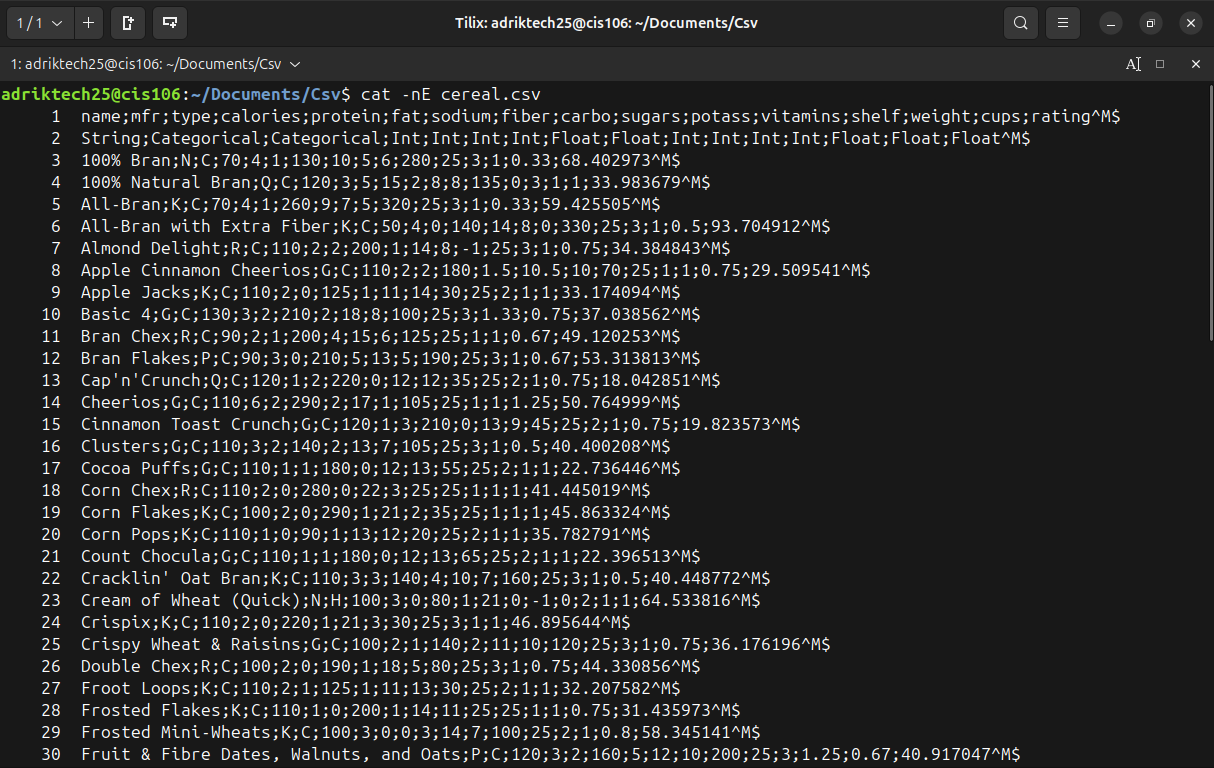 1 / 1
Tilix: adriktech25@cis106: ~/Documents/Csv
1: adriktech25@cis106: ~/Documents/Csv
adriktech25@cis106:~/Documents/Csv$ cat -nE cereal.csv
1 name;mfr;type;calories;protein;fat;sodium;fiber;carbo;sugars;potass;vitamins;shelf;weight;cups;rating^M$
2 String;Categorical;Categorical;Int;Int;Int;Int;Float;Float;Int;Int;Int;Int;Float;Float;Float^M$
3 100% Bran;N;C;70;4;1;130;10;5;6;280;25;3;1;0.33;68.402973^M$
4 100% Natural Bran;Q;C;120;3;5;15;2;8;8;135;0;3;1;1;33.983679^M$
5 All-Bran;K;C;70;4;1;260;9;7;5;320;25;3;1;0.33;59.425505^M$
6 All-Bran with Extra Fiber;K;C;50;4;0;140;14;8;0;330;25;3;1;0.5;93.704912^M$
7 Almond Delight;R;C;110;2;2;200;1;14;8;-1;25;3;1;0.75;34.384843^M$
8 Apple Cinnamon Cheerios;G;C;110;2;2;180;1.5;10.5;10;70;25;1;1;0.75;29.509541^M$
9 Apple Jacks;K;C;110;2;0;125;1;11;14;30;25;2;1;1;33.174094^M$
10 Basic 4;G;C;130;3;2;210;2;18;8;100;25;3;1.33;0.75;37.038562^M$
11 Bran Chex;R;C;90;2;1;200;4;15;6;125;25;1;1;0.67;49.120253^M$
12 Bran Flakes;P;C;90;3;0;210;5;13;5;190;25;3;1;0.67;53.313813^M$
13 Cap'n'Crunch;Q;C;120;1;2;220;0;12;12;35;25;2;1;0.75;18.042851^M$
14 Cheerios;G;C;110;6;2;290;2;17;1;105;25;1;1;1.25;50.764999^M$
15 Cinnamon Toast Crunch;G;C;120;1;3;210;0;13;9;45;25;2;1;0.75;19.823573^M$
16 Clusters;G;C;110;3;2;140;2;13;7;105;25;3;1;0.5;40.400208^M$
17 Cocoa Puffs;G;C;110;1;1;180;0;12;13;55;25;2;1;1;22.736446^M$
18 Corn Chex;R;C;110;2;0;280;0;22;3;25;25;1;1;1;41.445019^M$
19 Corn Flakes;K;C;100;2;0;290;1;21;2;35;25;1;1;1;45.863324^M$
20 Corn Pops;K;C;110;1;0;90;1;13;12;20;25;2;1;1;35.782791^M$
21 Count Chocula;G;C;110;1;1;180;0;12;13;65;25;2;1;1;22.396513^M$
22 Cracklin' Oat Bran;K;C;110;3;3;140;4;10;7;160;25;3;1;0.5;40.448772^M$
23 Cream of Wheat (Quick);N;H;100;3;0;80;1;21;0;-1;0;2;1;1;64.533816^M$
24 Crispix;K;C;110;2;0;220;1;21;3;30;25;3;1;1;46.895644^M$
25 Crispy Wheat & Raisins;G;C;100;2;1;140;2;11;10;120;25;3;1;0.75;36.176196^M$
26 Double Chex;R;C;100;2;0;190;1;18;5;80;25;3;1;0.75;44.330856^M$
27 Froot Loops;K;C;110;2;1;125;1;11;13;30;25;2;1;1;32.207582^M$
28 Frosted Flakes;K;C;110;1;0;200;1;14;11;25;25;1;1;0.75;31.435973^M$
29 Frosted Mini-Wheats;K;C;100;3;0;0;3;14;7;100;25;2;1;0.8;58.345141^M$
30 Fruit & Fibre Dates, Walnuts, and Oats;P;C;120;3;2;160;5;12;10;200;25;3;1.25;0.67;40.917047^M$